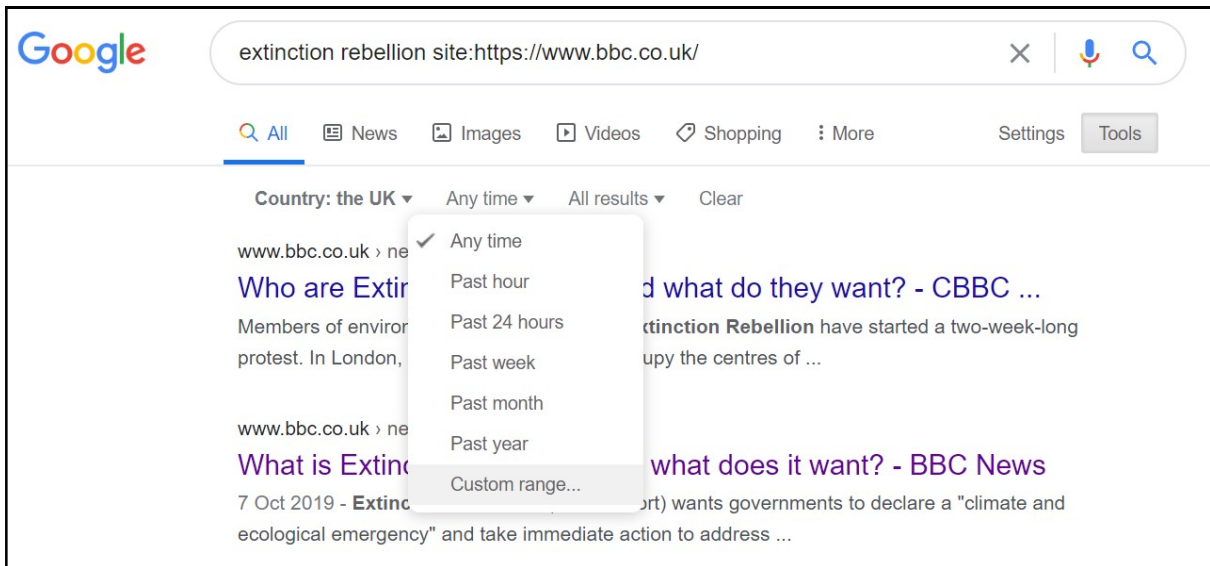 Google
extinction rebellion site:https://www.bbc.co.uk/
All News Images Videos Shopping More Settings Tools
Country: the UK Any time All results Clear
Any time
Past hour
Past 24 hours
Past week
Past month
Past year
Custom range...
www.bbc.co.uk › ne
Who are Extin d what do they want? - CBBC ...
Members of environ xtinction Rebellion have started a two-week-long
protest. In London, upy the centres of ...
www.bbc.co.uk › ne
What is Extin what does it want? - BBC News
7 Oct 2019 - Extinc ort) wants governments to declare a "climate and
ecological emergency" and take immediate action to address ...